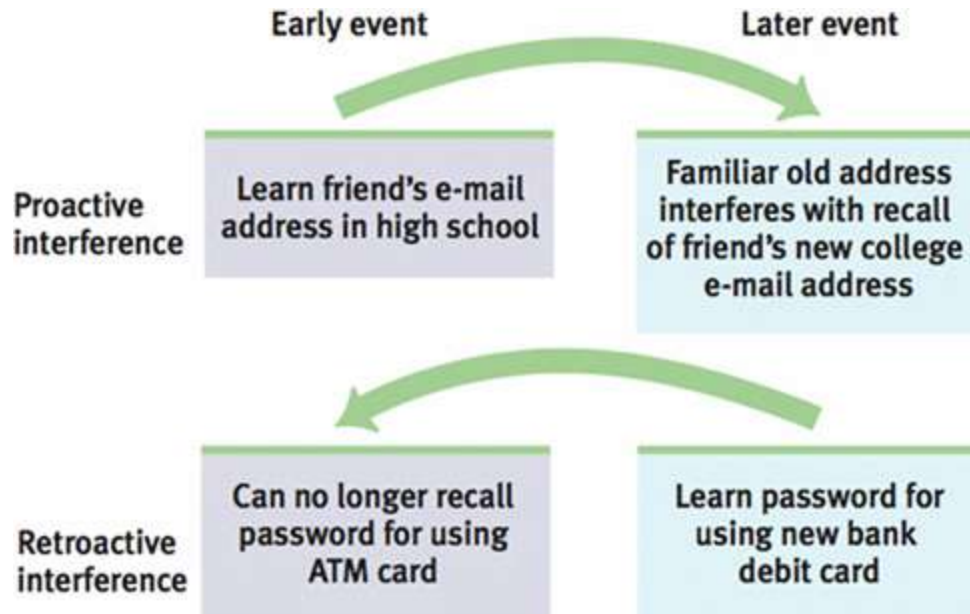 Early event
Later event
Proactive
interference
Learn friend’s e-mail
address in high school
Familiar old address
interferes with recall
of friend’s new college
e-mail address
Retroactive
interference
Can no longer recall
password for using
ATM card
Learn password for
using new bank
debit card